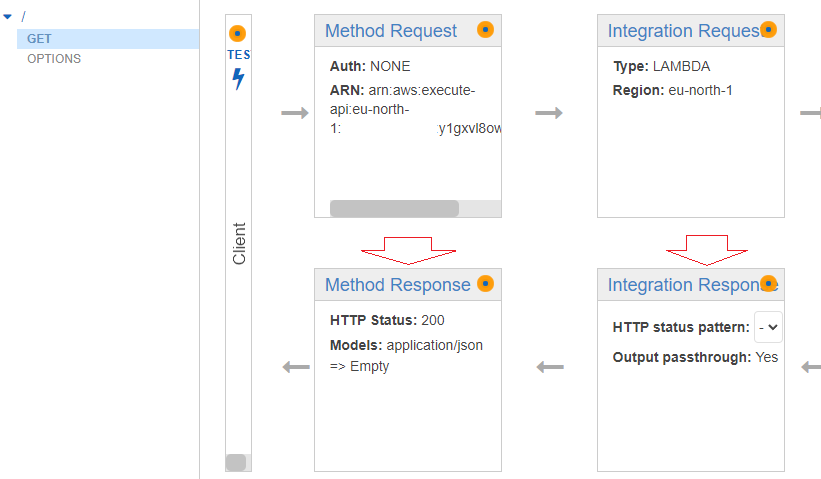 /
GET
OPTIONS
TES
Client
Method Request
Auth: NONE
ARN: arn:aws:execute-
api:eu-north-
1: y1gxvl8ow
Integration Reques
Type: LAMBDA
Region: eu-north-1
Method Response
HTTP Status: 200
Models: application/json
=> Empty
Integration Response
HTTP status pattern: -
Output passthrough: Yes